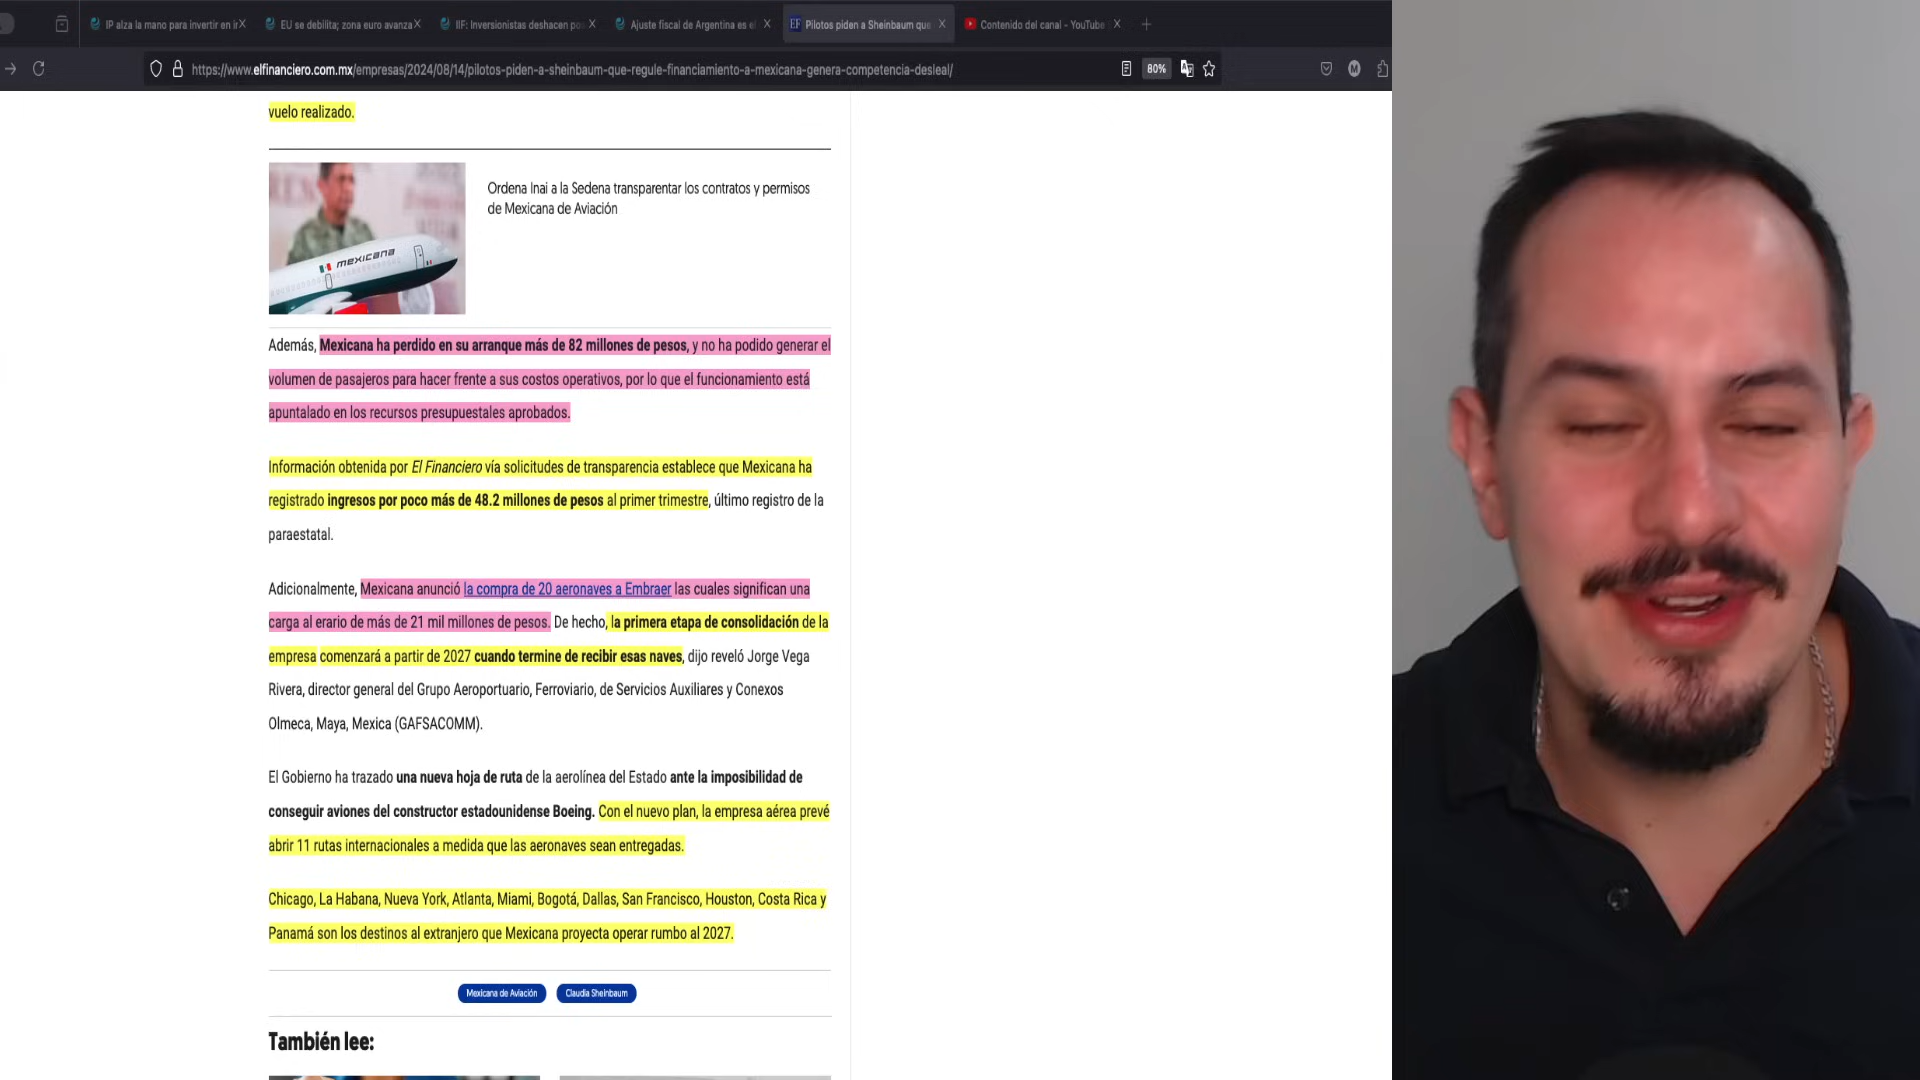 IP alza la mano para invertir en ir
EU se debilita; zona euro avanza
IIF: Inversionistas deshacen pos
Ajuste fiscal de Argentina es el
EF Pilotos piden a Sheinbaum que
Contenido del canal - YouTube
https://www.elfinanciero.com.mx/empresas/2024/08/14/pilotos-piden-a-sheinbaum-que-regule-financiamiento-a-mexicana-genera-competencia-desleal/
80%
M
vuelo realizado.
mexicana
Ordena Inai a la Sedena transparentar los contratos y permisos
de Mexicana de Aviación
Además, Mexicana ha perdido en su arranque más de 82 millones de pesos, y no ha podido generar el
volumen de pasajeros para hacer frente a sus costos operativos, por lo que el funcionamiento está
apuntalado en los recursos presupuestales aprobados.
Información obtenida por El Financiero vía solicitudes de transparencia establece que Mexicana ha
registrado ingresos por poco más de 48.2 millones de pesos al primer trimestre, último registro de la
paraestatal.
Adicionalmente, Mexicana anunció la compra de 20 aeronaves a Embraer las cuales significan una
carga al erario de más de 21 mil millones de pesos. De hecho, la primera etapa de consolidación de la
empresa comenzará a partir de 2027 cuando termine de recibir esas naves, dijo reveló Jorge Vega
Rivera, director general del Grupo Aeroportuario, Ferroviario, de Servicios Auxiliares y Conexos
Olmeca, Maya, Mexica (GAFSACOMM).
El Gobierno ha trazado una nueva hoja de ruta de la aerolínea del Estado ante la imposibilidad de
conseguir aviones del constructor estadounidense Boeing. Con el nuevo plan, la empresa aérea prevé
abrir 11 rutas internacionales a medida que las aeronaves sean entregadas.
Chicago, La Habana, Nueva York, Atlanta, Miami, Bogotá, Dallas, San Francisco, Houston, Costa Rica y
Panamá son los destinos al extranjero que Mexicana proyecta operar rumbo al 2027.
Mexicana de Aviación
Claudia Sheinbaum
También lee: